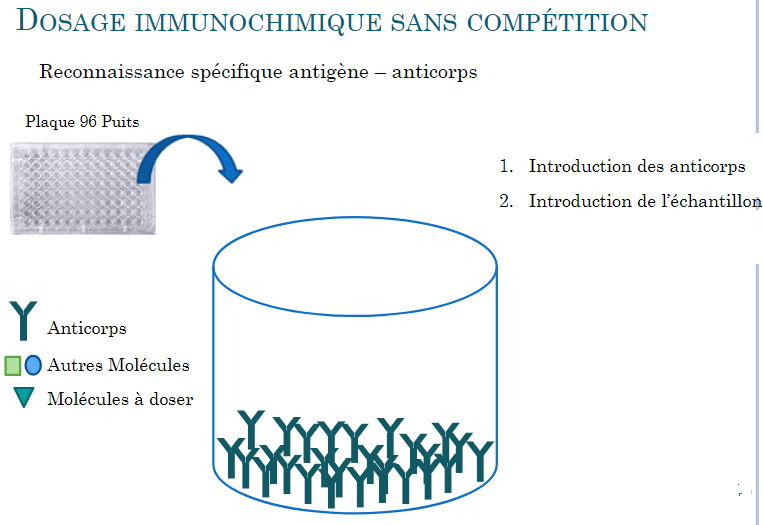 DOSAGE IMMUNOCHIMIQUE SANS COMPÉTITION
Reconnaissance spécifique antigène – anticorps
Plaque 96 Puits
1. Introduction des anticorps
2. Introduction de l'échantillon
Anticorps
Autres Molécules
Molécules à doser